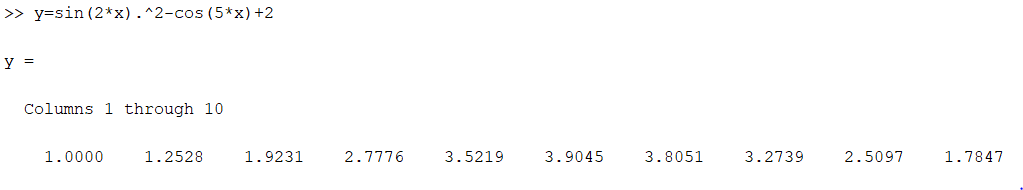 >> y=sin(2*x).^2-cos(5*x)+2
y =
Columns 1 through 10
1.0000 1.2528 1.9231 2.7776 3.5219 3.9045 3.8051 3.2739 2.5097 1.7847